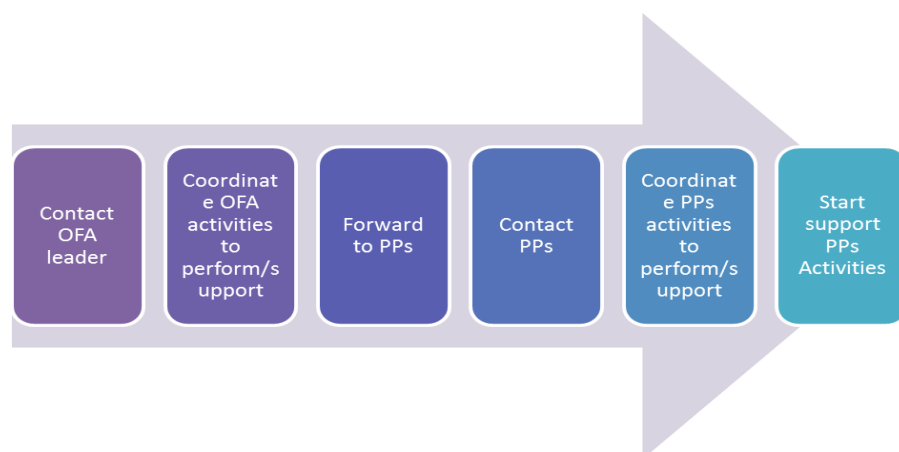 Contact
OFA
leader
Coordinat
e OFA
activities
to
perform/s
upport
Forward
to PPs
Contact
PPs
Coordinat
e PPs
activities
to
perform/s
upport
Start
support
PPs
Activities